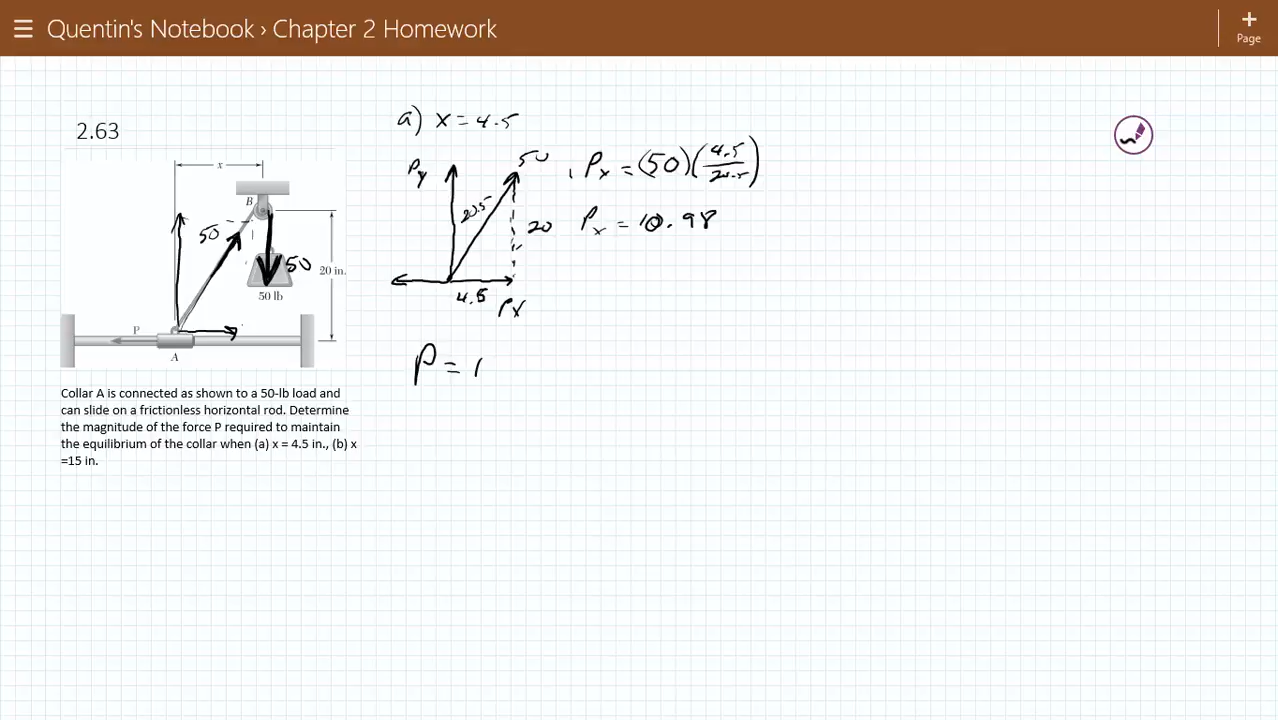 Quentin's Notebook › Chapter 2 Homework
Page
2.63
x
B
50
50
20 in.
50 lb
P
A
Collar A is connected as shown to a 50-lb load and
can slide on a frictionless horizontal rod. Determine
the magnitude of the force P required to maintain
the equilibrium of the collar when (a) x = 4.5 in., (b) x
=15 in.
a) x = 4.5
Py
50
20.5
20
4.5
Px
Px = (50)(4.5/20.5)
Px = 10.98
P = 1